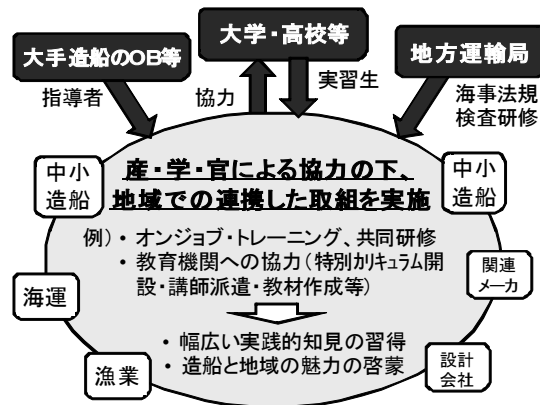 大手造船のOB等
大学・高校等
地方運輸局
指導者
協力
実習生
海事法規
検査研修
中小
造船
産・学・官による協力の下、
地域での連携した取組を実施
中小
造船
例）・オンジョブ・トレーニング、共同研修
・教育機関への協力（特別カリキュラム開
設・講師派遣・教材作成等）
海運
関連
メーカ
・幅広い実践的知見の習得
・造船と地域の魅力の啓蒙
漁業
設計
会社